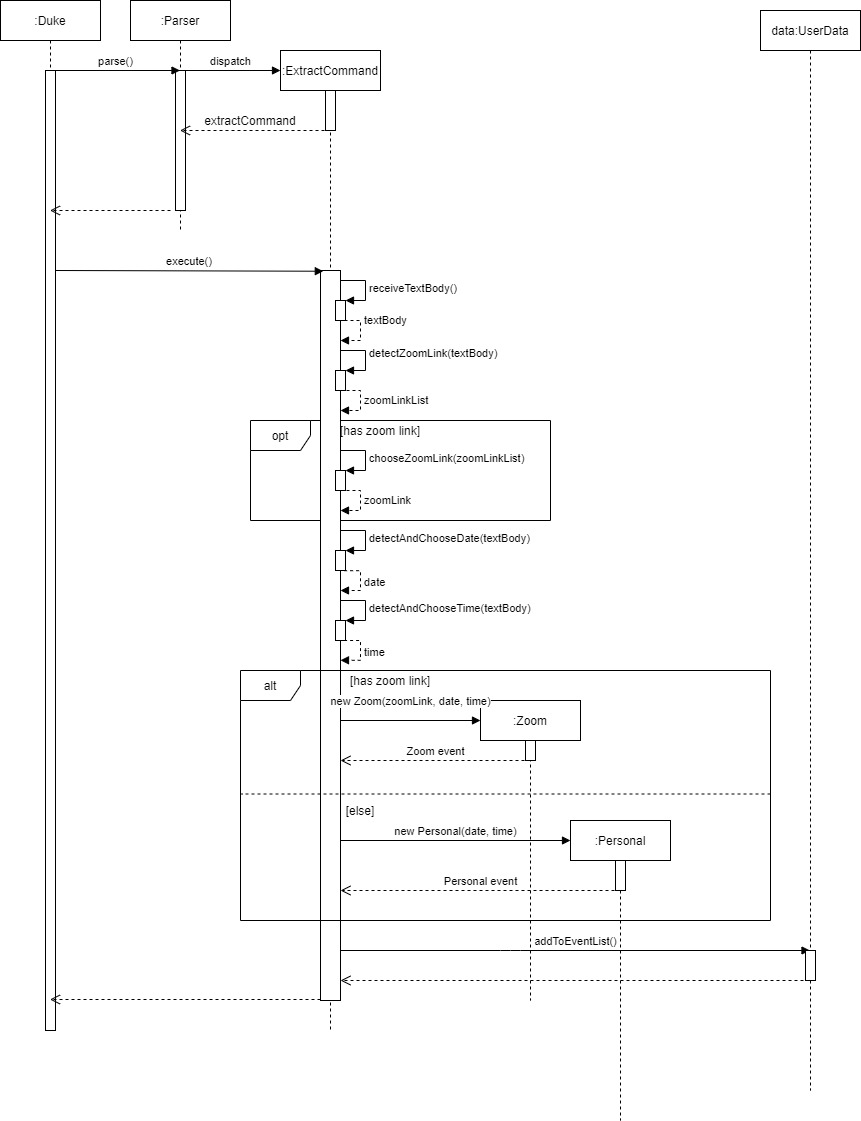 :Duke
:Parser
data:UserData
parse()
dispatch
:ExtractCommand
extractCommand
execute()
receiveTextBody()
textBody
detectZoomLink(textBody)
zoomLinkList
opt
[has zoom link]
chooseZoomLink(zoomLinkList)
zoomLink
detectAndChooseDate(textBody)
date
detectAndChooseTime(textBody)
time
alt
[has zoom link]
new Zoom(zoomLink, date, time)
:Zoom
Zoom event
[else]
new Personal(date, time)
:Personal
Personal event
addToEventList()